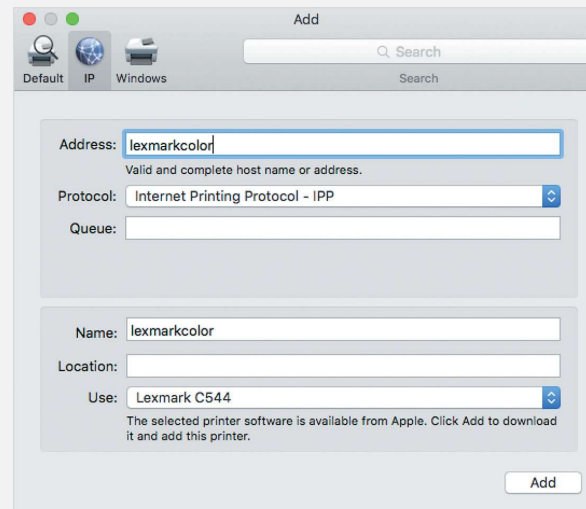 Add
Search
Default IP Windows Search
Address: lexmarkcolor
Valid and complete host name or address.
Protocol: Internet Printing Protocol - IPP
Queue:
Name: lexmarkcolor
Location:
Use: Lexmark C544
The selected printer software is available from Apple. Click Add to download
it and add this printer.
Add